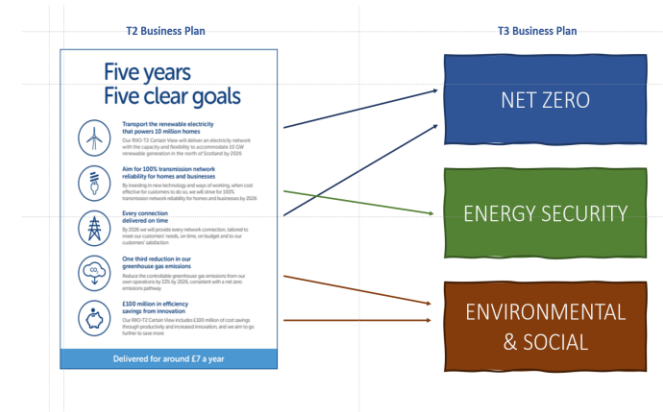 T2 Business Plan
Five years
Five clear goals
Transport the renewable electricity
that powers 10 million homes
Our RIIO-T2 Certain View will deliver an electricity network
with the capacity and flexibility to accommodate 10 GW
renewable generation in the north of Scotland by 2026
Aim for 100% transmission network
reliability for homes and businesses
By investing in new technology and ways of working, when cost
effective for customers to do so, we will strive for 100%
transmission network reliability for homes and businesses by 2026
Every connection
delivered on time
By 2026 we will provide every network connection, tailored to
meet our customers' needs, on time, on budget and to our
customers' satisfaction
One third reduction in our
greenhouse gas emissions
Reduce the controllable greenhouse gas emissions from our
own operations by 33% by 2026, consistent with a net zero
emissions pathway
£100 million in efficiency
savings from innovation
Our RIIO-T2 Certain View includes £100 million of cost savings
through productivity and increased innovation, and we aim to go
further to save more
CO₂
Delivered for around £7 a year
T3 Business Plan
NET ZERO
ENERGY SECURITY
ENVIRONMENTAL
& SOCIAL